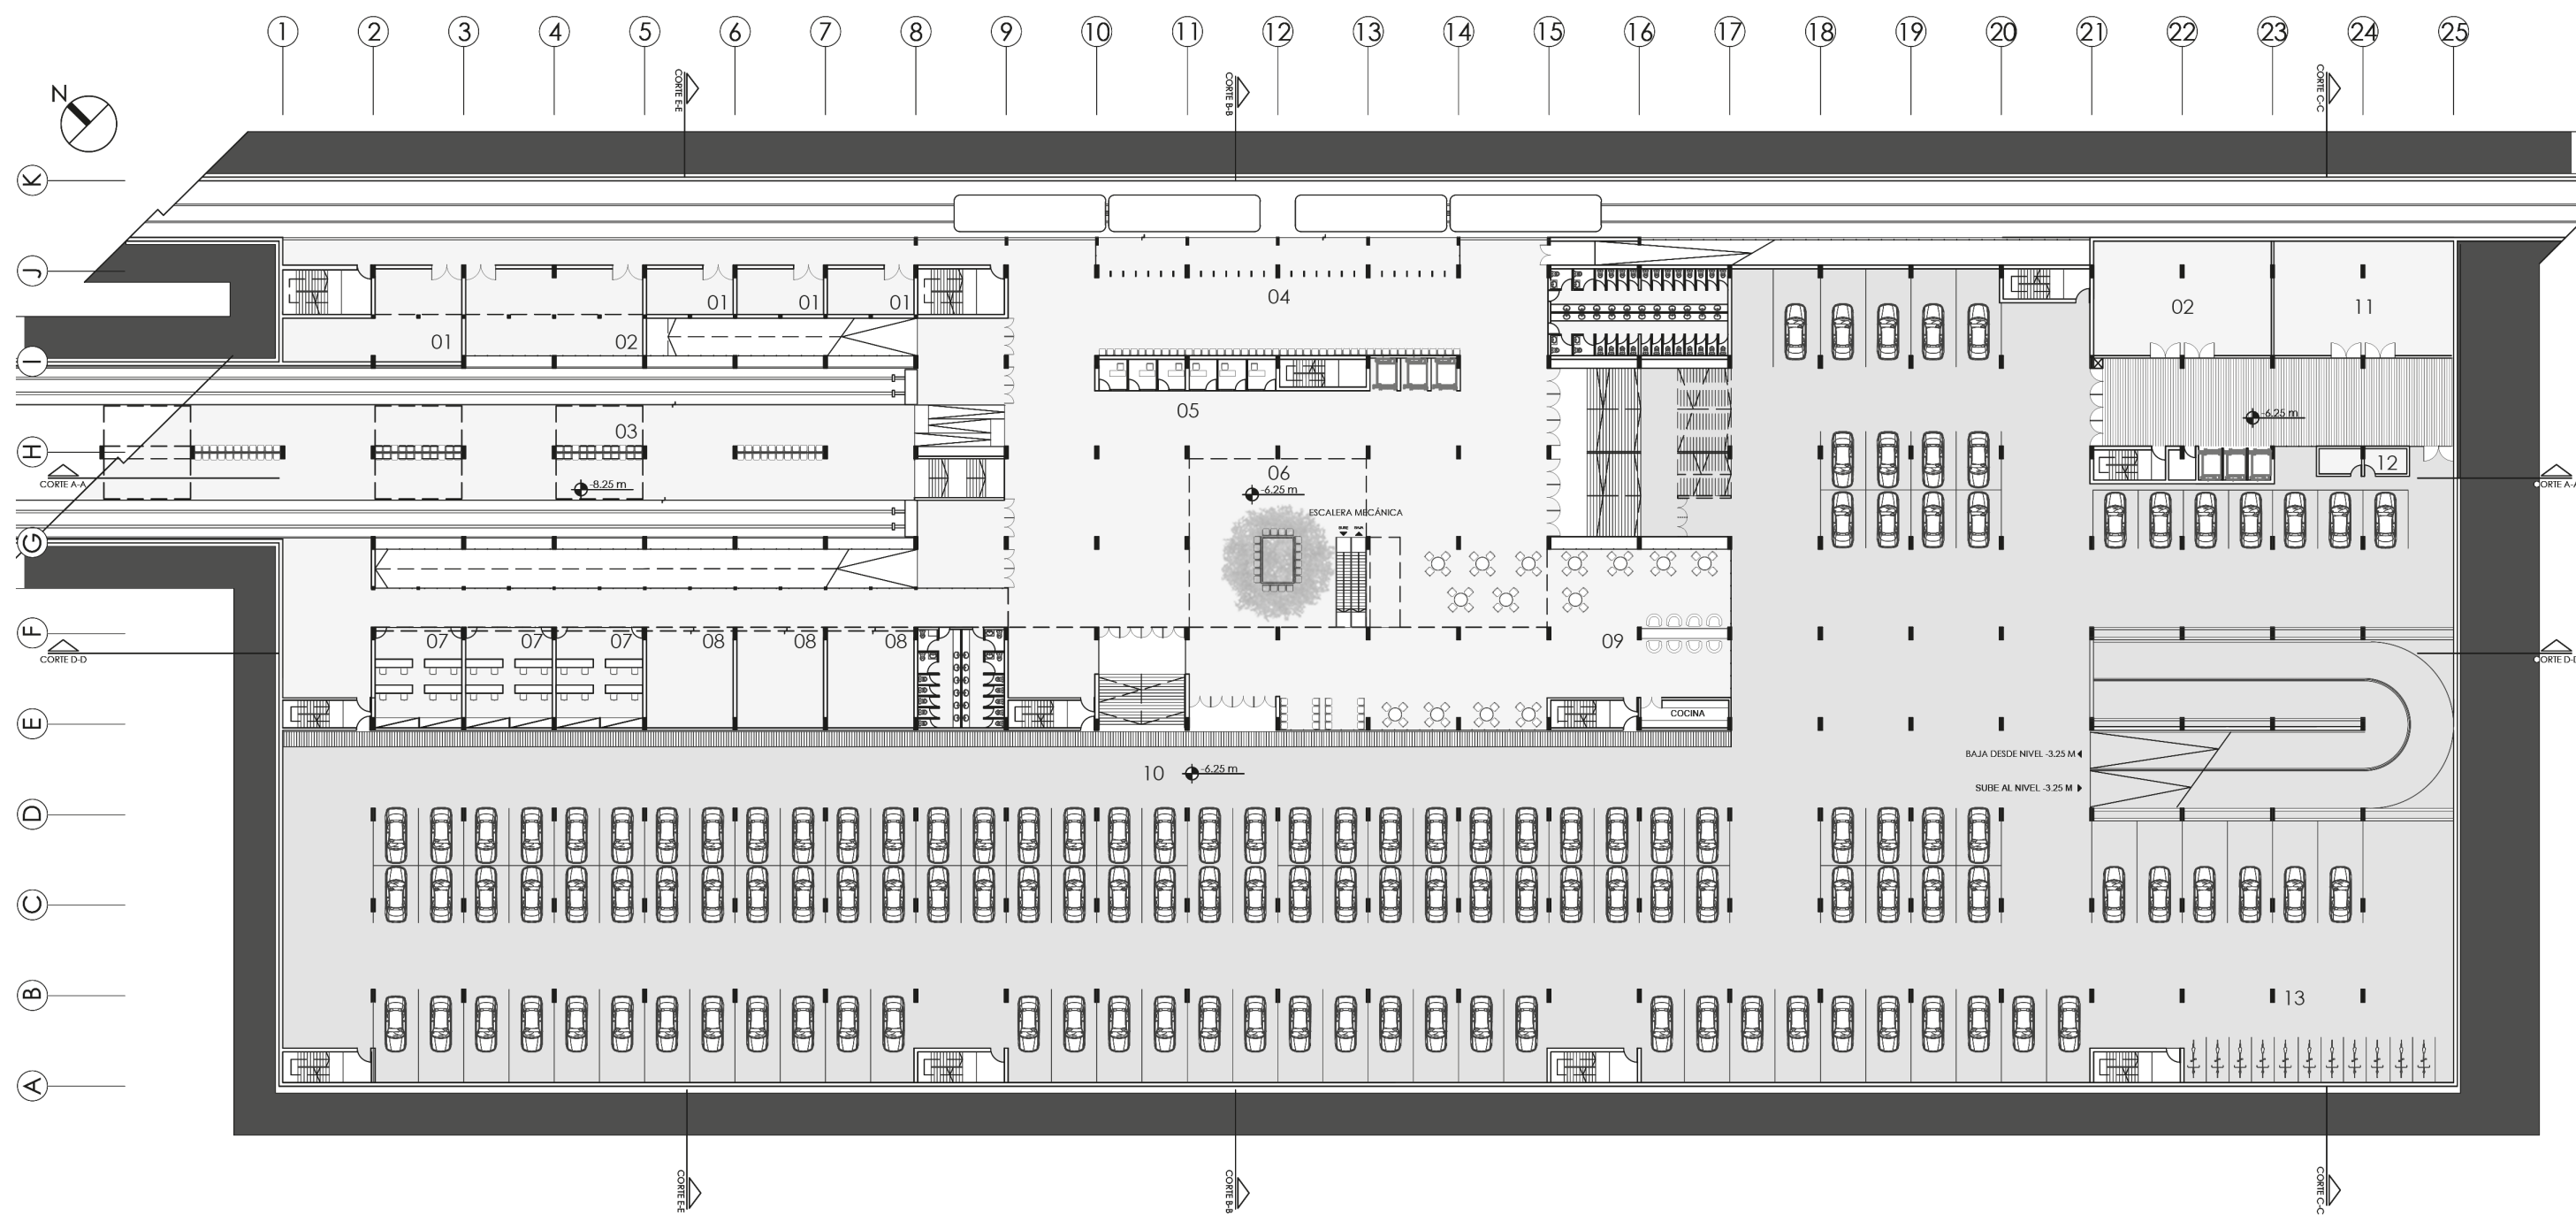 1 2 3 4 5 6 7 8 9 10 11 12 13 14 15 16 17 18 19 20 21 22 23 24 25
CORTE E-E
CORTE B-B
CORTE C-C
N
K
J
01 01 01 04 02 11
01 02
I
05
03
H
06 12
CORTE A-A
CORTE A-A
-6.25 m
-8.25 m
-6.25 m
ESCALERA MECÁNICA
SUBE BAJA
G
F
07 07 07 08 08 08 09
CORTE D-D
CORTE D-D
E
COCINA
BAJA DESDE NIVEL -3.25 M
10 -6.25 m
SUBE AL NIVEL -3.25 M
D
C
B
13
A
CORTE E-E
CORTE B-B
CORTE C-C